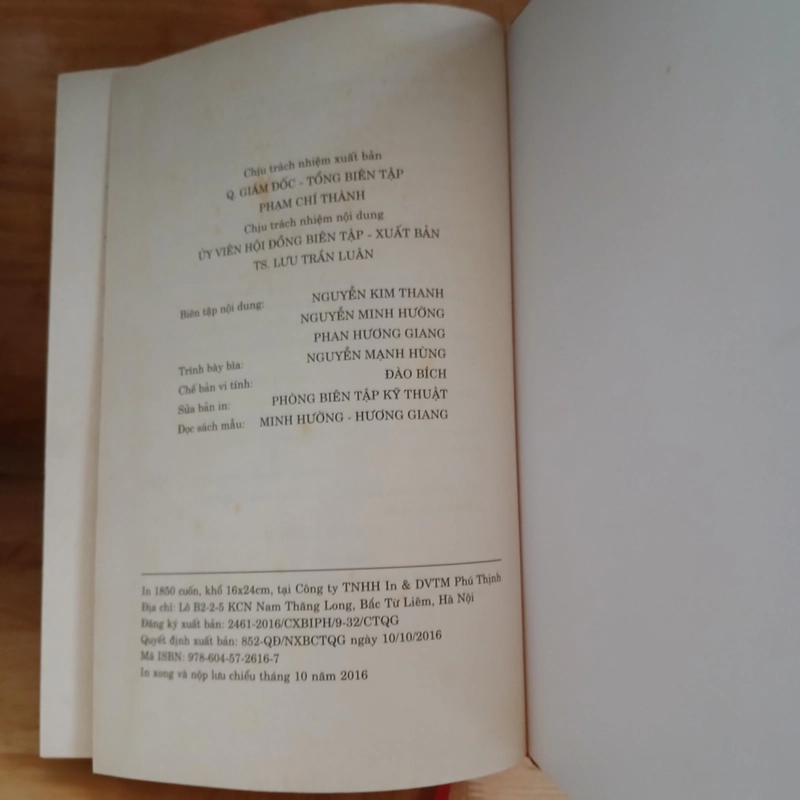 Chịu trách nhiệm xuất bản
Q. GIÁM ĐỐC - TỔNG BIÊN TẬP
PHẠM CHÍ THÀNH
Chịu trách nhiệm nội dung
ỦY VIÊN HỘI ĐỒNG BIÊN TẬP - XUẤT BẢN
TS. LƯU TRẦN LUÂN
Biên tập nội dung: NGUYỄN KIM THANH
NGUYỄN MINH HƯỜNG
PHAN HƯƠNG GIANG
Trình bày bìa: NGUYỄN MẠNH HÙNG
Chế bản vi tính: ĐÀO BÍCH
Sửa bản in: PHÒNG BIÊN TẬP KỸ THUẬT
Đọc sách mẫu: MINH HƯỜNG - HƯƠNG GIANG
In 1850 cuốn, khổ 16x24cm, tại Công ty TNHH In & DVTM Phú Thịnh
Địa chỉ: Lô B2-2-5 KCN Nam Thăng Long, Bắc Từ Liêm, Hà Nội
Đăng ký xuất bản: 2461-2016/CXBIPH/9-32/CTQG
Quyết định xuất bản: 852-QĐ/NXBCTQG ngày 10/10/2016
Mã ISBN: 978-604-57-2616-7
In xong và nộp lưu chiểu tháng 10 năm 2016